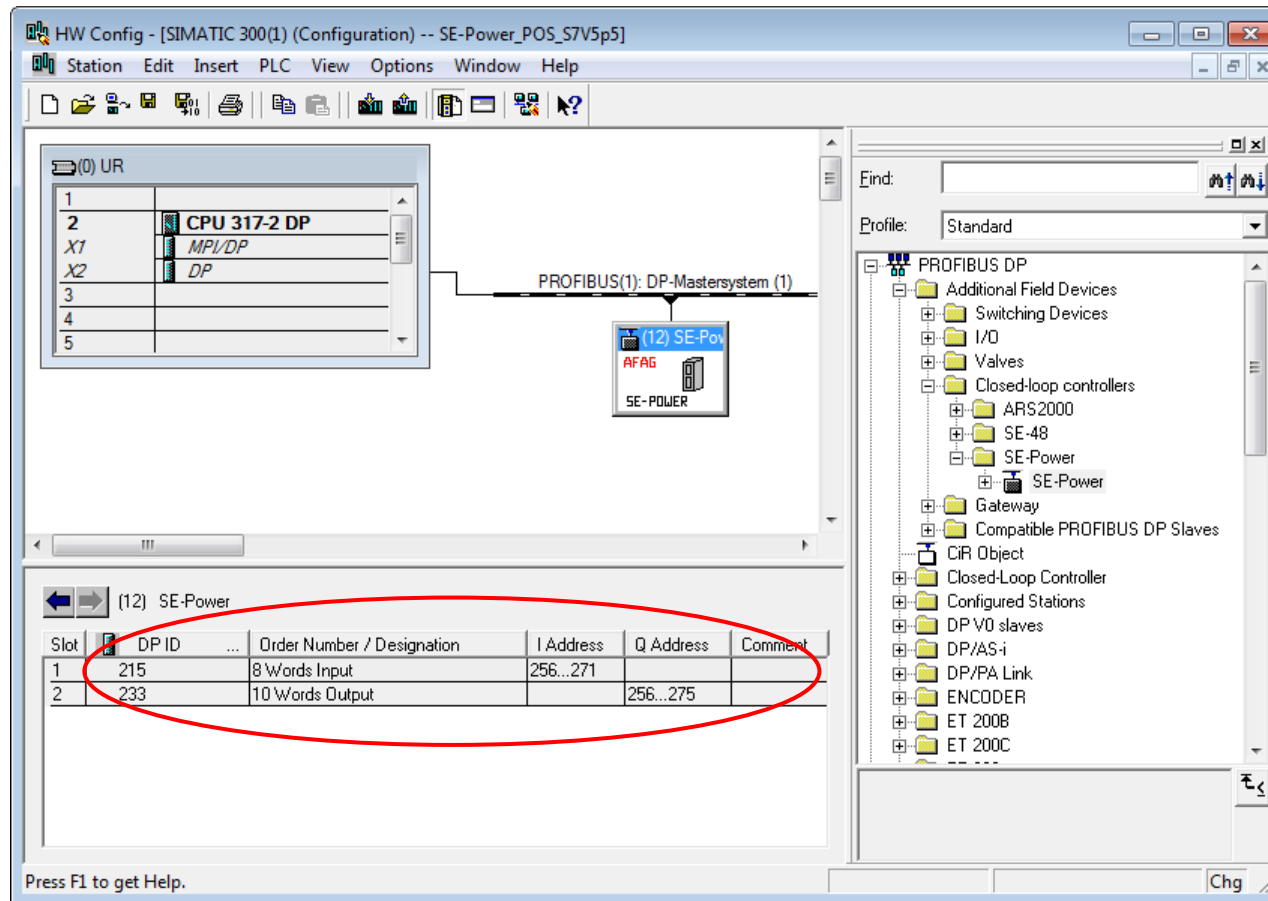 HW Config - [SIMATIC 300(1) (Configuration) -- SE-Power_POS_S7V5p5]
Station Edit Insert PLC View Options Window Help
(0) UR
1
2 CPU 317-2 DP
X1 MPI/DP
X2 DP
3
4
5
PROFIBUS(1): DP-Mastersystem (1)
(12) SE-Pow
AFAG
SE-POWER
Find:
Profile: Standard
PROFIBUS DP
Additional Field Devices
Switching Devices
I/O
Valves
Closed-loop controllers
ARS2000
SE-48
SE-Power
SE-Power
Gateway
Compatible PROFIBUS DP Slaves
CiR Object
Closed-Loop Controller
Configured Stations
DP V0 slaves
DP/AS-i
DP/PA Link
ENCODER
ET 200B
ET 200C
(12) SE-Power
Slot DP ID ... Order Number / Designation I Address Q Address Comment
1 215 8 Words Input 256...271
2 233 10 Words Output 256...275
Press F1 to get Help.
Chg